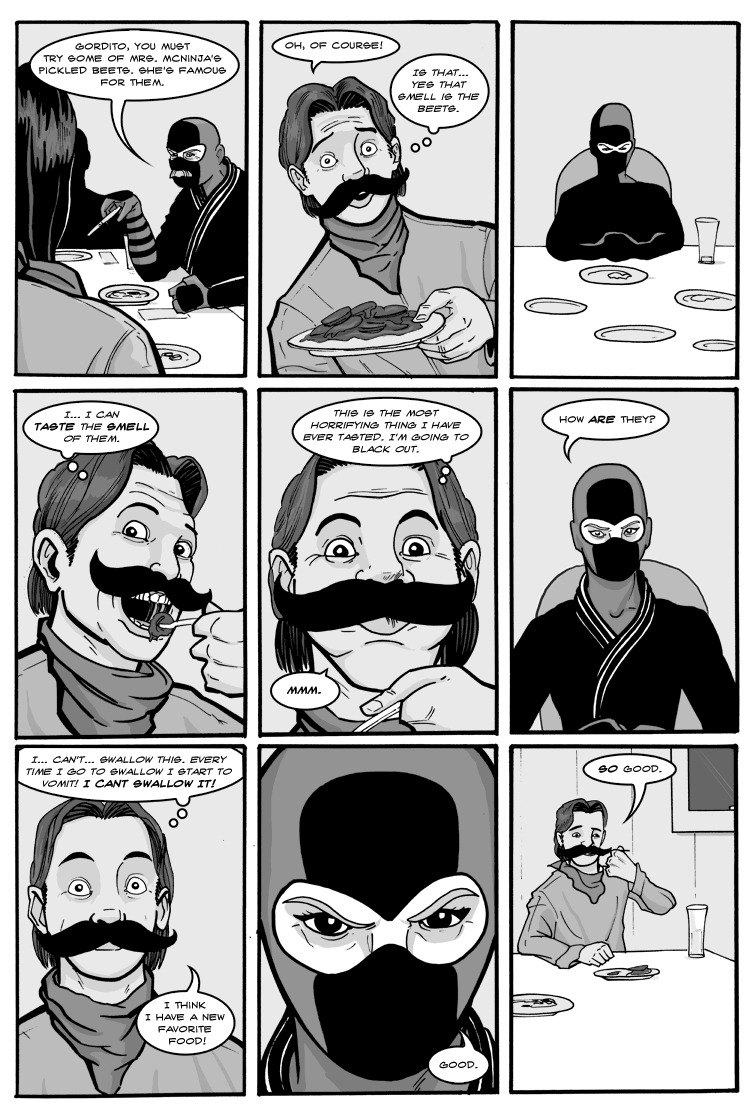 GORDITO, YOU MUST
TRY SOME OF MRS. MCNINJA'S
PICKLED BEETS. SHE'S FAMOUS
FOR THEM.
OH, OF COURSE!
IS THAT...
YES THAT
SMELL IS THE
BEETS.
I... I CAN
TASTE THE SMELL
OF THEM.
THIS IS THE MOST
HORRIFYING THING I HAVE
EVER TASTED. I'M GOING TO
BLACK OUT.
MMM.
HOW ARE THEY?
I... CAN'T... SWALLOW THIS. EVERY
TIME I GO TO SWALLOW I START TO
VOMIT! I CANT SWALLOW IT!
I THINK
I HAVE A NEW
FAVORITE
FOOD!
GOOD.
SO GOOD.